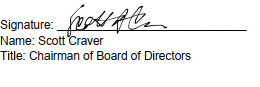 Signature:
Name: Scott Craver
Title: Chairman of Board of Directors